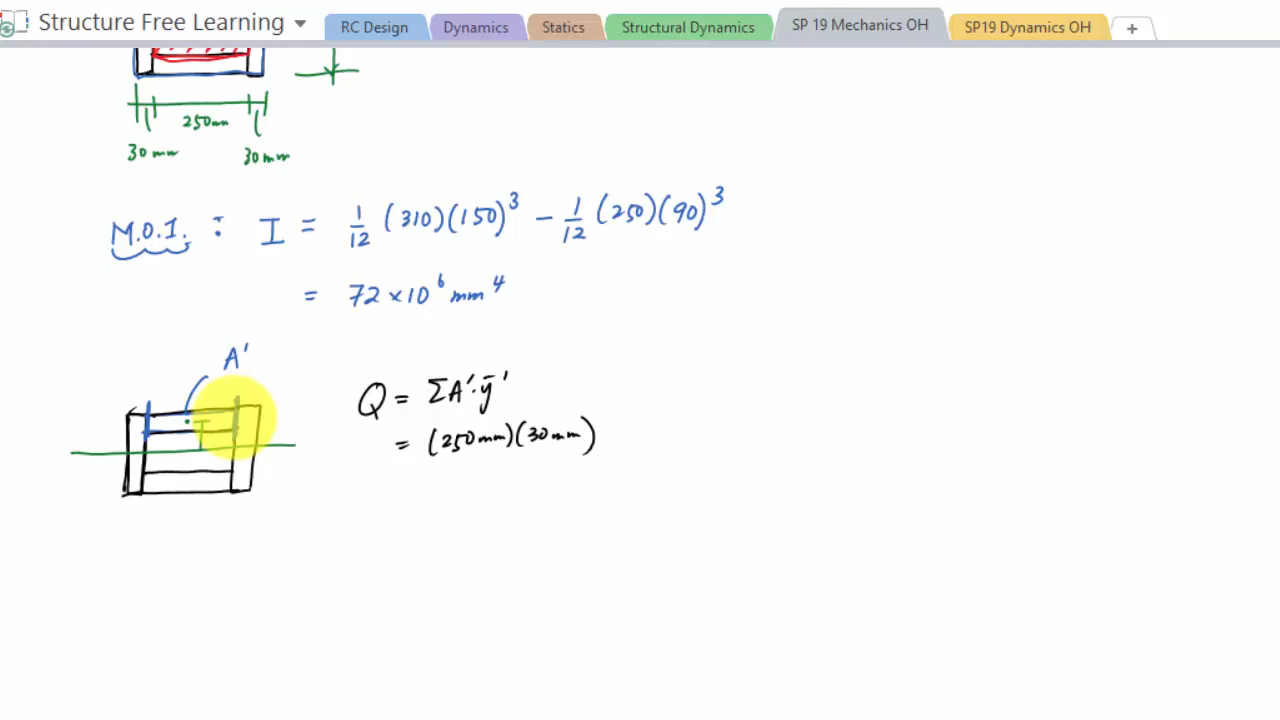 Structure Free Learning
RC Design
Dynamics
Statics
Structural Dynamics
SP 19 Mechanics OH
SP19 Dynamics OH
+
250mm
30mm
30mm
M.O.I. : I = 1/12 (310)(150)^3 - 1/12 (250)(90)^3
= 72 × 10^6 mm^4
A'
Q = ΣA'·ȳ'
= (250mm)(30mm)